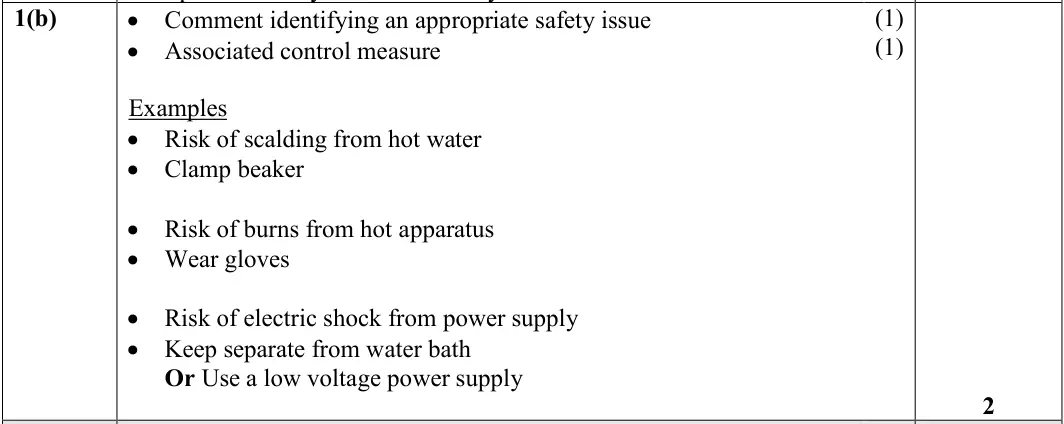 1(b)
• Comment identifying an appropriate safety issue (1)
• Associated control measure (1)
Examples
• Risk of scalding from hot water
• Clamp beaker
• Risk of burns from hot apparatus
• Wear gloves
• Risk of electric shock from power supply
• Keep separate from water bath
Or Use a low voltage power supply
2